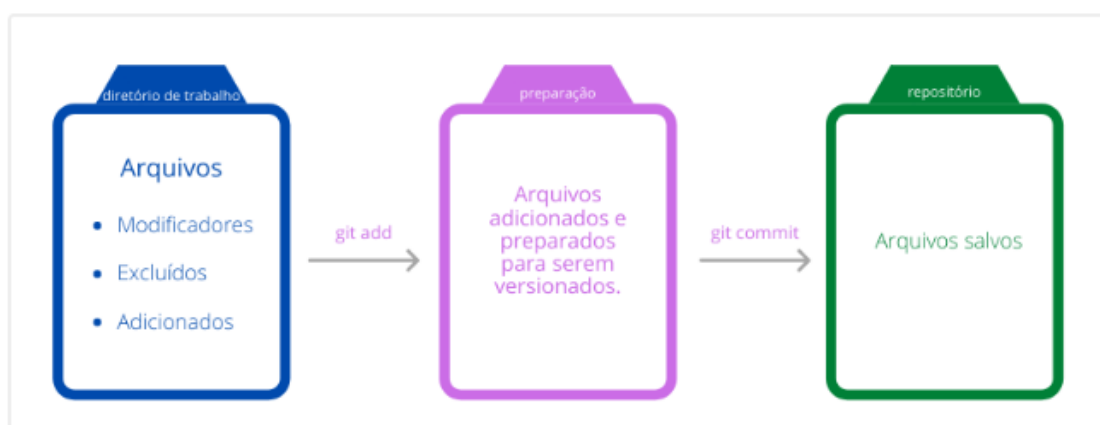 diretório de trabalho
Arquivos
• Modificadores
• Excluídos
• Adicionados
git add
preparação
Arquivos
adicionados e
preparados
para serem
versionados.
git commit
repositório
Arquivos salvos